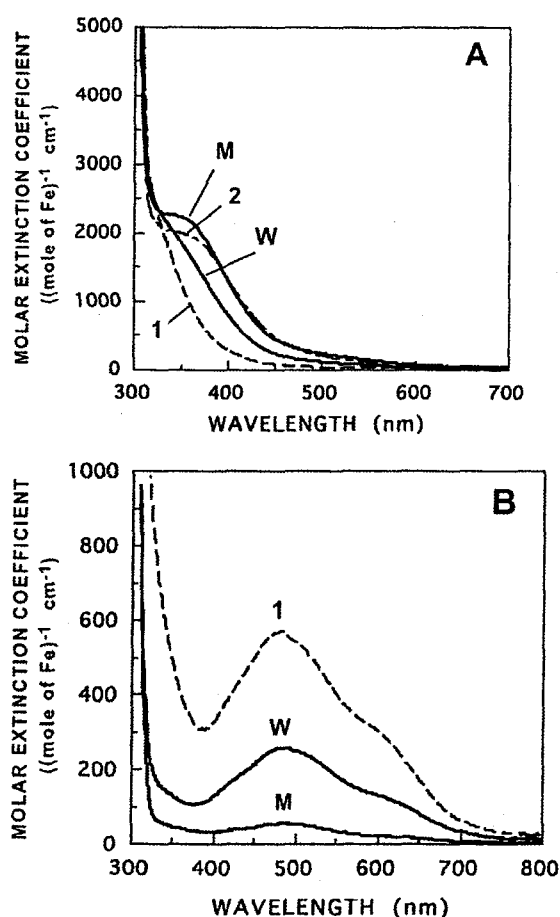 A
MOLAR EXTINCTION COEFFICIENT
((mole of Fe)-1 cm-1)
5000
4000
3000
2000
1000
0
M
2
W
1
300 400 500 600 700
WAVELENGTH (nm)
B
MOLAR EXTINCTION COEFFICIENT
((mole of Fe)-1 cm-1)
1000
800
600
400
200
0
1
W
M
300 400 500 600 700 800
WAVELENGTH (nm)